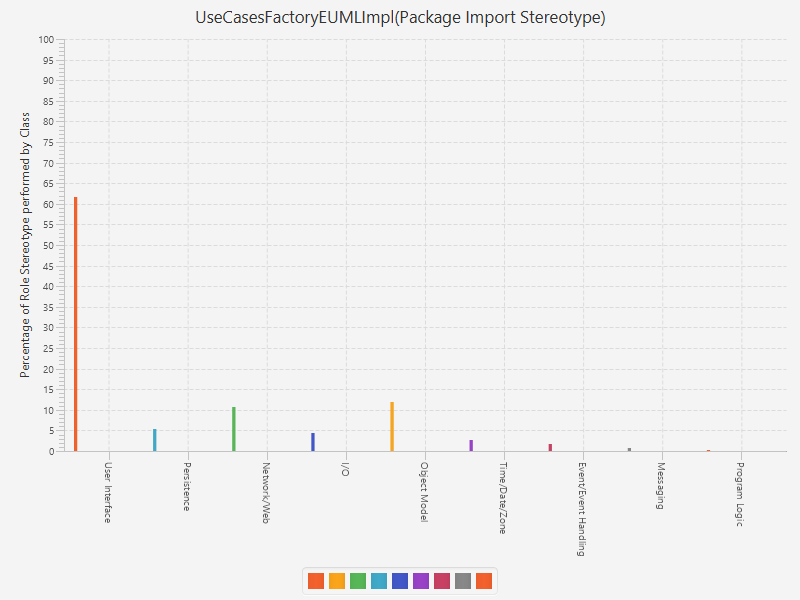 UseCasesFactoryEUMLImpl(Package Import Stereotype)
Percentage of Role Stereotype performed by Class
100
95
90
85
80
75
70
65
60
55
50
45
40
35
30
25
20
15
10
5
0
User Interface
Persistence
Network/Web
I/O
Object Model
Time/Date/Zone
Event/Event Handling
Messaging
Program Logic